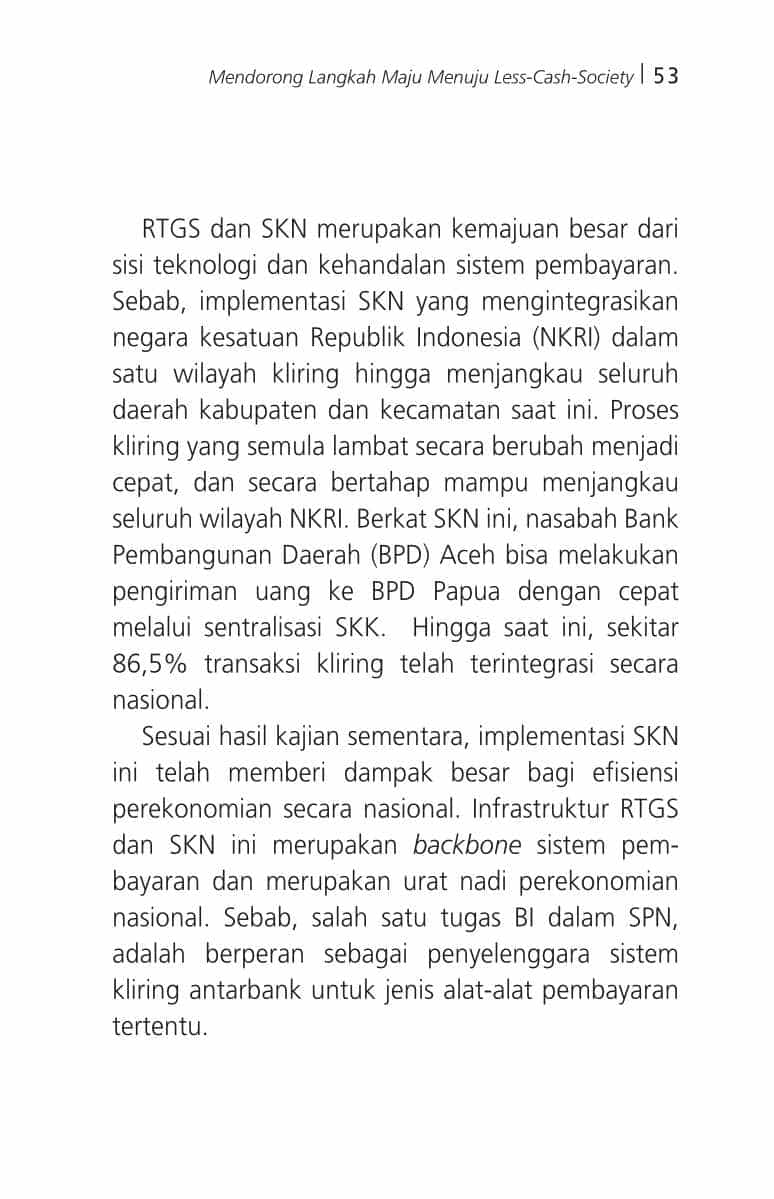 Mendorong Langkah Maju Menuju Less-Cash-Society | 53
RTGS dan SKN merupakan kemajuan besar dari
sisi teknologi dan kehandalan sistem pembayaran.
Sebab, implementasi SKN yang mengintegrasikan
negara kesatuan Republik Indonesia (NKRI) dalam
satu wilayah kliring hingga menjangkau seluruh
daerah kabupaten dan kecamatan saat ini. Proses
kliring yang semula lambat secara berubah menjadi
cepat, dan secara bertahap mampu menjangkau
seluruh wilayah NKRI. Berkat SKN ini, nasabah Bank
Pembangunan Daerah (BPD) Aceh bisa melakukan
pengiriman uang ke BPD Papua dengan cepat
melalui sentralisasi SKK.  Hingga saat ini, sekitar
86,5% transaksi kliring telah terintegrasi secara
nasional.
Sesuai hasil kajian sementara, implementasi SKN
ini telah memberi dampak besar bagi efisiensi
perekonomian secara nasional. Infrastruktur RTGS
dan SKN ini merupakan backbone sistem pem-
bayaran dan merupakan urat nadi perekonomian
nasional. Sebab, salah satu tugas BI dalam SPN,
adalah berperan sebagai penyelenggara sistem
kliring antarbank untuk jenis alat-alat pembayaran
tertentu.